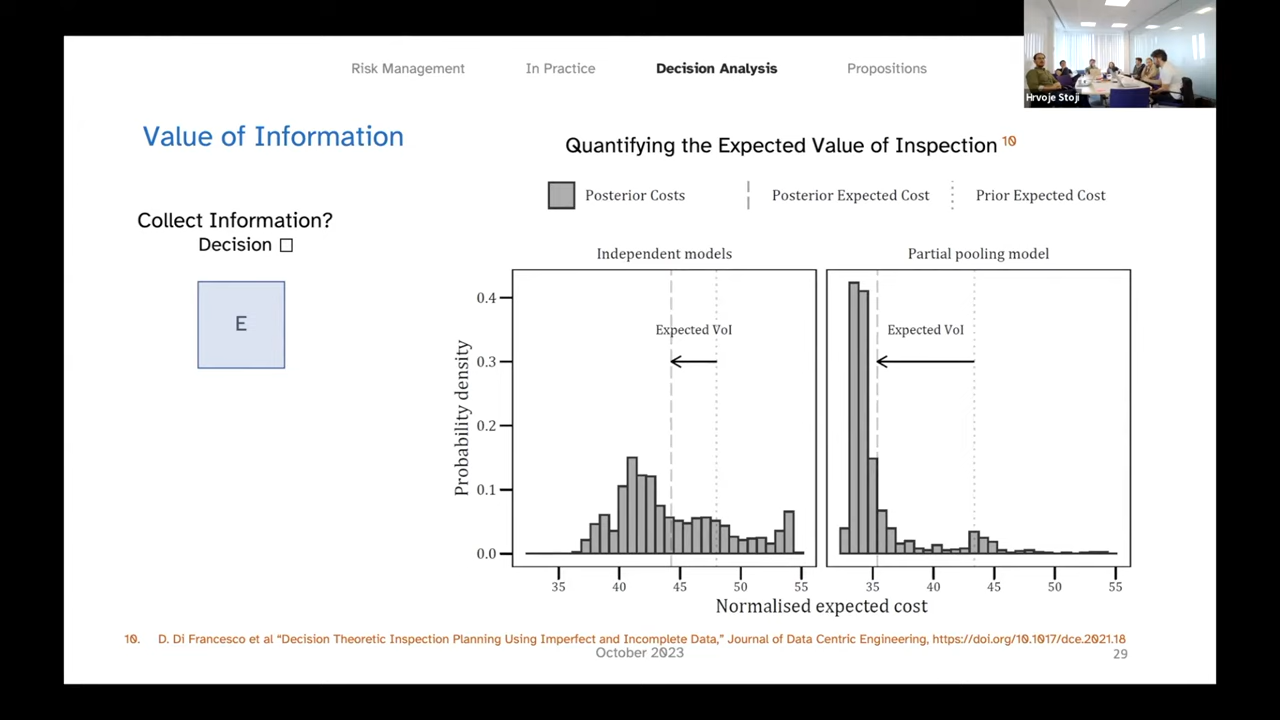 Risk Management In Practice Decision Analysis Propositions
Hrvoje Stoji
Value of Information
Quantifying the Expected Value of Inspection 10
Posterior Costs Posterior Expected Cost Prior Expected Cost
Collect Information?
Decision □
E
Independent models Partial pooling model
Expected VoI Expected VoI
Probability density
0.4
0.3
0.2
0.1
0.0
35 40 45 50 55 35 40 45 50 55
Normalised expected cost
10. D. Di Francesco et al “Decision Theoretic Inspection Planning Using Imperfect and Incomplete Data,” Journal of Data Centric Engineering, https://doi.org/10.1017/dce.2021.18
October 2023
29